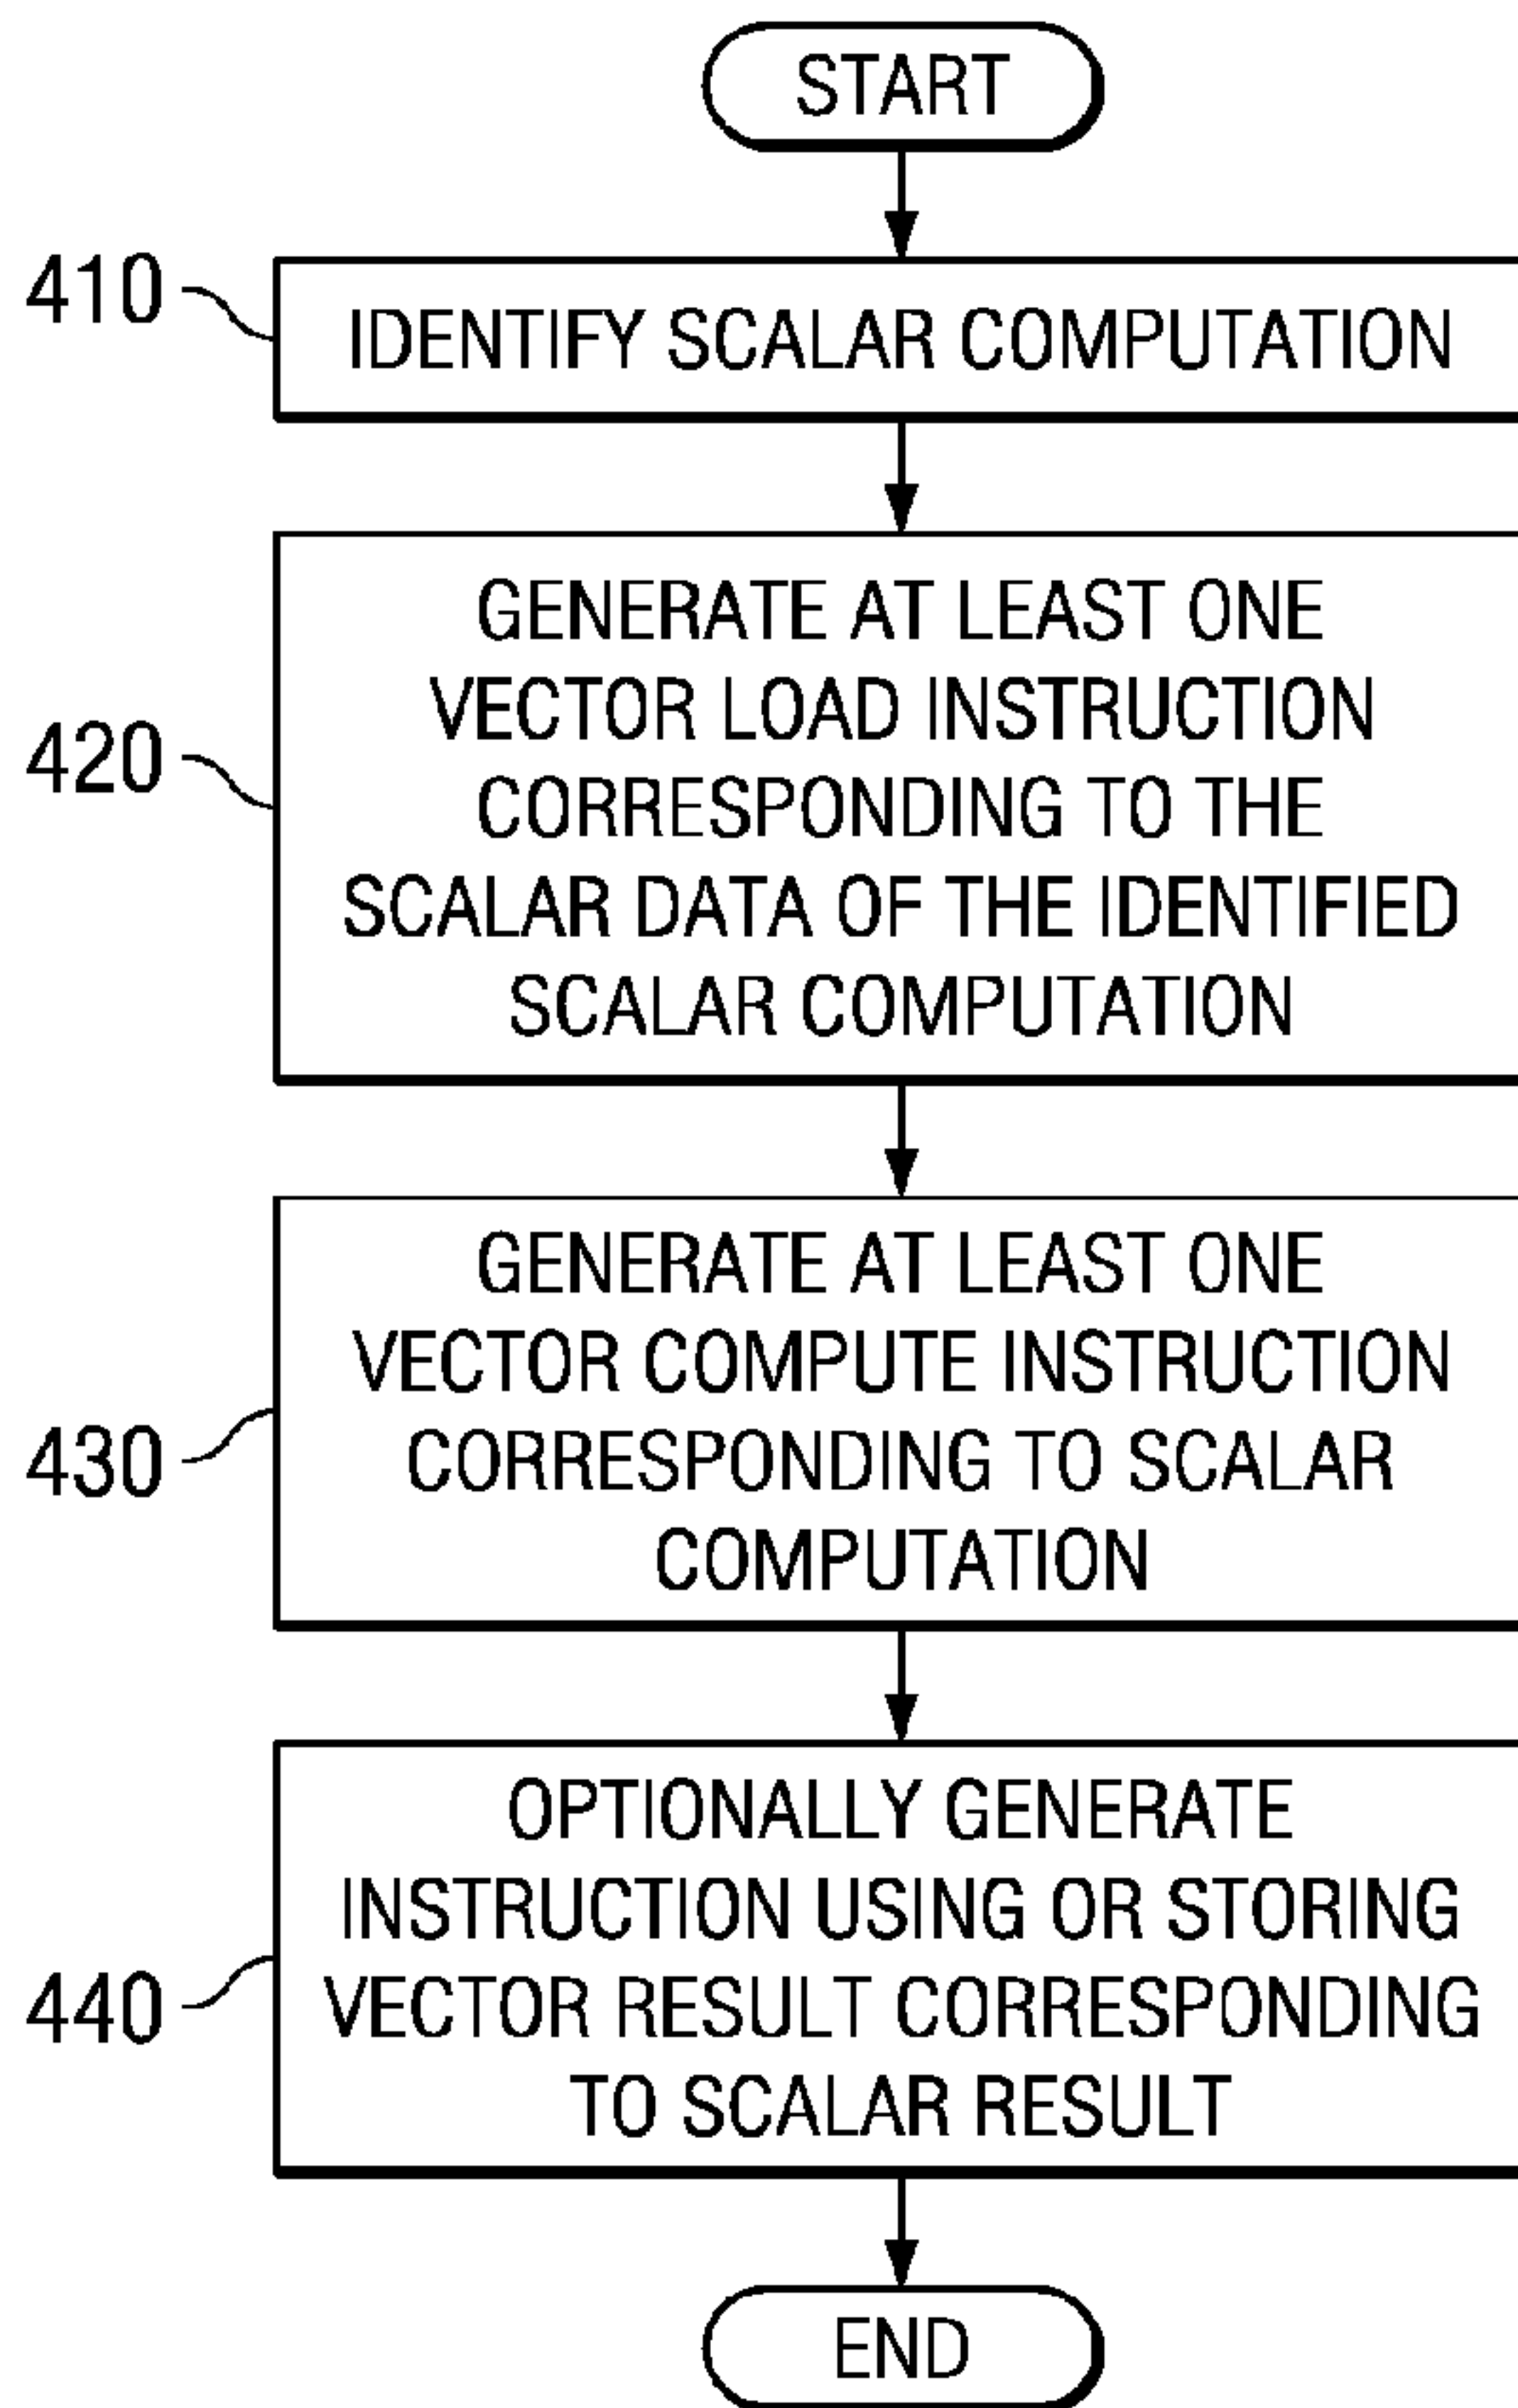 START
410
IDENTIFY SCALAR COMPUTATION
GENERATE AT LEAST ONE
VECTOR LOAD INSTRUCTION
420
CORRESPONDING TO THE
SCALAR DATA OF THE IDENTIFIED
SCALAR COMPUTATION
GENERATE AT LEAST ONE
VECTOR COMPUTE INSTRUCTION
430
CORRESPONDING TO SCALAR
COMPUTATION
OPTIONALLY GENERATE
INSTRUCTION USING OR STORING
440
VECTOR RESULT CORRESPONDING
TO SCALAR RESULT
END